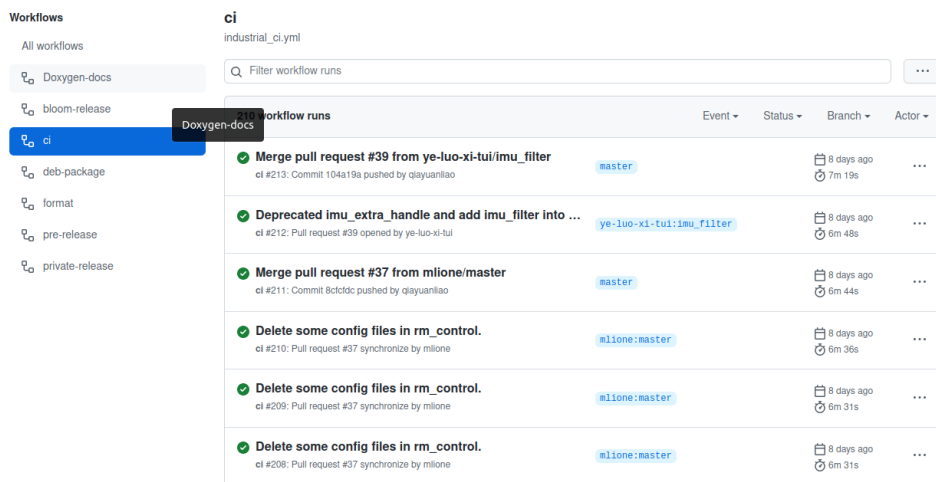 Workflows
All workflows
Doxygen-docs
bloom-release
ci
deb-package
format
pre-release
private-release
Doxygen-docs
ci
industrial_ci.yml
Filter workflow runs
210 workflow runs
Event
Status
Branch
Actor
Merge pull request #39 from ye-luo-xi-tui/imu_filter
ci #213: Commit 104a19a pushed by qiayuanliao
master
8 days ago
7m 19s
Deprecated imu_extra_handle and add imu_filter into ...
ci #212: Pull request #39 opened by ye-luo-xi-tui
ye-luo-xi-tui:imu_filter
8 days ago
6m 48s
Merge pull request #37 from mlione/master
ci #211: Commit 8cfcfdc pushed by qiayuanliao
master
8 days ago
6m 44s
Delete some config files in rm_control.
ci #210: Pull request #37 synchronize by mlione
mlione:master
8 days ago
6m 36s
Delete some config files in rm_control.
ci #209: Pull request #37 synchronize by mlione
mlione:master
8 days ago
6m 31s
Delete some config files in rm_control.
ci #208: Pull request #37 synchronize by mlione
mlione:master
8 days ago
6m 31s